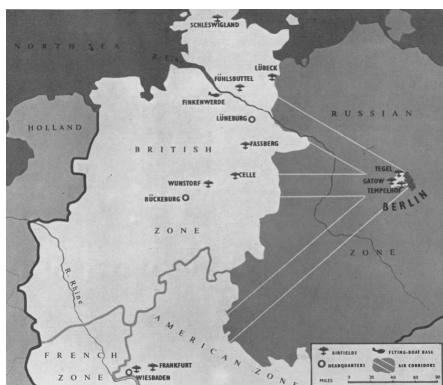 SCHLESWIGLAND
NORTH SEA
LÜBECK
FÜHLSBUTTEL
FINKENWERDE
RUSSIAN
HOLLAND
LÜNEBURG
BRITISH
FASSBERG
TEGEL
CELLE
GATOW
WUNSTORF
TEMPELHOF
BÜCKEBURG
BERLIN
ZONE
ZONE
R. Rhine
AMERICAN ZONE
FRENCH
ZONE
FRANKFURT
WIESBADEN
AIRFIELDS
FLYING-BOAT BASE
HEADQUARTERS
AIR CORRIDORS
MILES